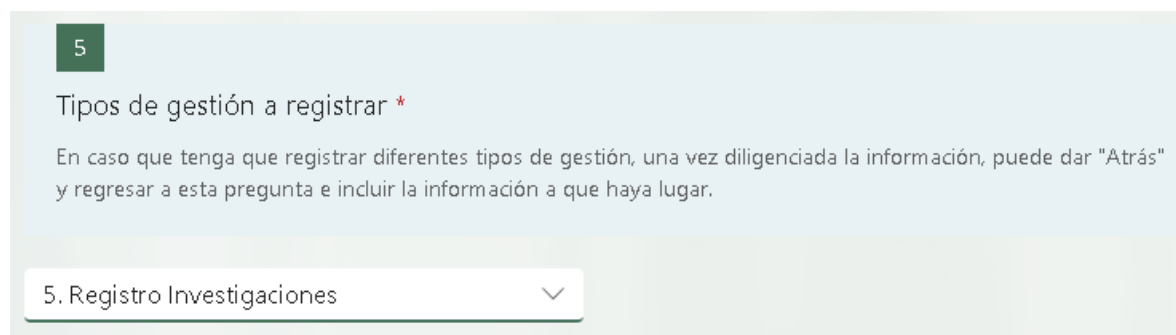 5
Tipos de gestión a registrar *
En caso que tenga que registrar diferentes tipos de gestión, una vez diligenciada la información, puede dar "Atrás"
y regresar a esta pregunta e incluir la información a que haya lugar.
5. Registro Investigaciones